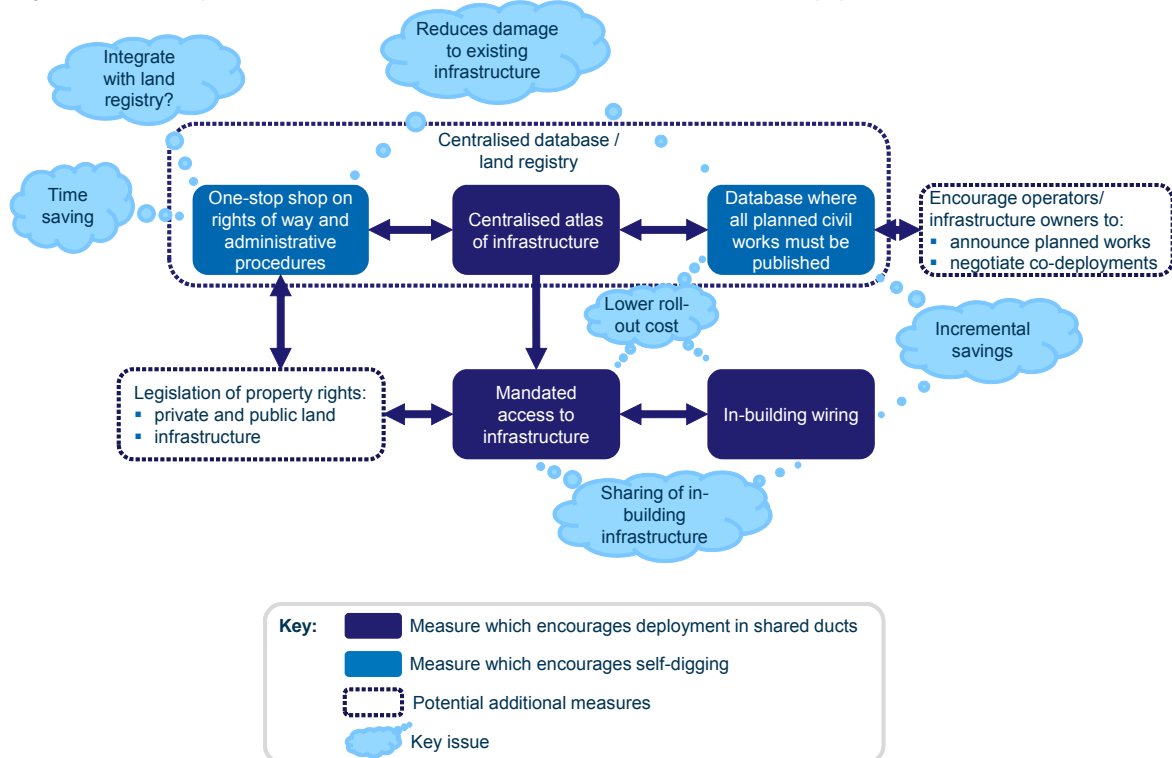 Reduces damage
to existing
infrastructure
Integrate
with land
registry?
Centralised database /
land registry
Time
saving
One-stop shop on
rights of way and
administrative
procedures
Centralised atlas
of infrastructure
Database where
all planned civil
works must be
published
Encourage operators/
infrastructure owners to:
▪ announce planned works
▪ negotiate co-deployments
Lower roll-
out cost
Incremental
savings
Legislation of property rights:
▪ private and public land
▪ infrastructure
Mandated
access to
infrastructure
In-building wiring
Sharing of in-
building
infrastructure
Key:
Measure which encourages deployment in shared ducts
Measure which encourages self-digging
Potential additional measures
Key issue